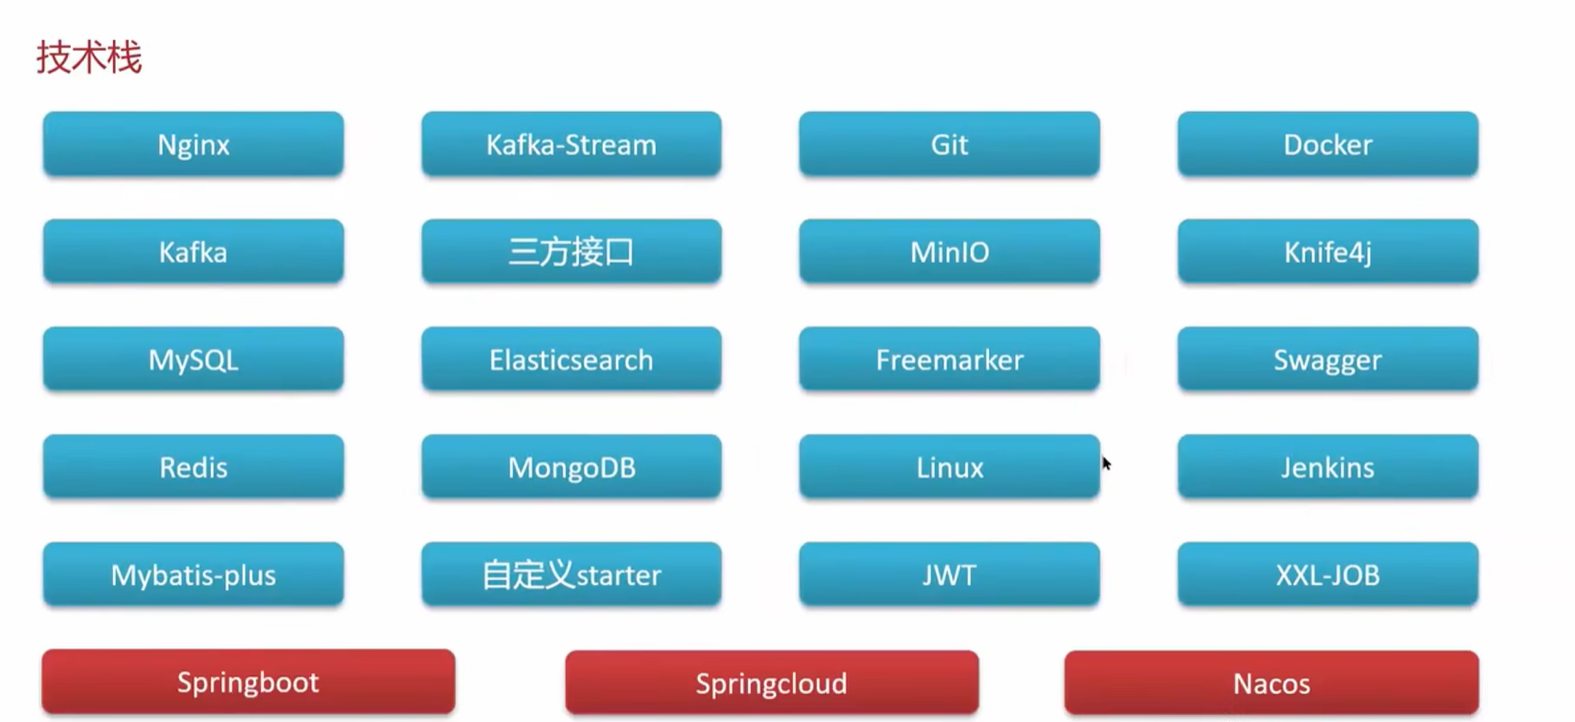 技术栈
Nginx
Kafka-Stream
Git
Docker
Kafka
三方接口
MinIO
Knife4j
MySQL
Elasticsearch
Freemarker
Swagger
Redis
MongoDB
Linux
Jenkins
Mybatis-plus
自定义starter
JWT
XXL-JOB
Springboot
Springcloud
Nacos